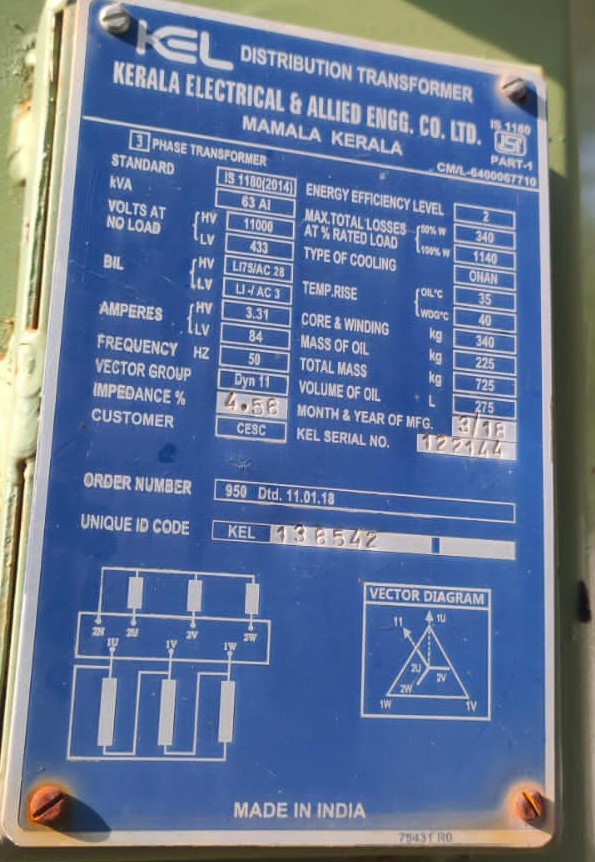 KEL DISTRIBUTION TRANSFORMER
KERALA ELECTRICAL & ALLIED ENGG. CO. LTD.
MAMALA KERALA
IS 1180
ISI
PART-1
CM/L-6400067710
3 PHASE TRANSFORMER
STANDARD IS 1180(2014)
kVA 63 Al
VOLTS AT NO LOAD HV 11000
LV 433
BIL HV LI75/AC 28
LV LI -/ AC 3
AMPERES HV 3.31
LV 84
FREQUENCY HZ 50
VECTOR GROUP Dyn 11
IMPEDANCE % 4.56
CUSTOMER CESC
ENERGY EFFICIENCY LEVEL 2
MAX.TOTAL LOSSES AT % RATED LOAD 50% W 340
100% W 1140
TYPE OF COOLING ONAN
TEMP.RISE OIL°C 35
WDG°C 40
CORE & WINDING kg 340
MASS OF OIL kg 225
TOTAL MASS kg 725
VOLUME OF OIL L 275
MONTH & YEAR OF MFG. 3/18
KEL SERIAL NO. 122144
ORDER NUMBER 950 Dtd. 11.01.18
UNIQUE ID CODE KEL 136542
2N 2U 2V 2W
1U 1V 1W
VECTOR DIAGRAM
11 1U
2U 2V
2W
1W 1V
MADE IN INDIA
75431 R0